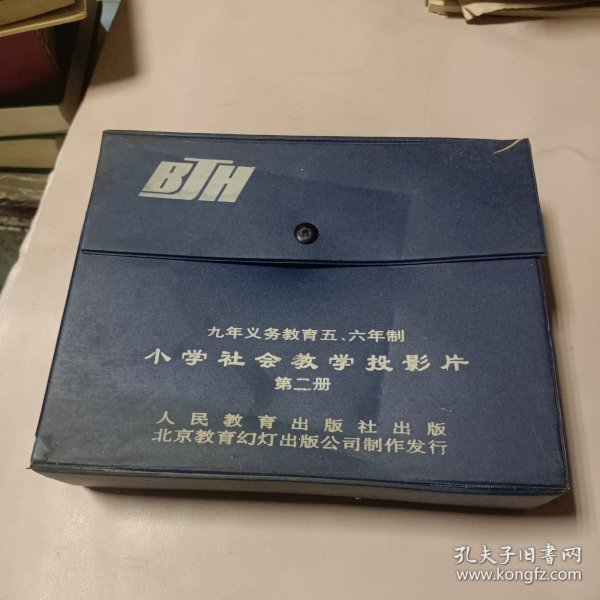 BTH
九年义务教育五、六年制
小学社会教学投影片
第二册
人民教育出版社出版
北京教育幻灯出版公司制作发行
孔夫子旧书网
www.kongfz.com